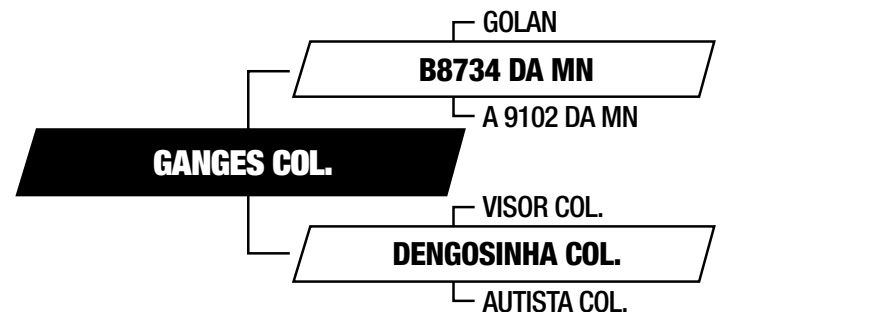 GOLAN
B8734 DA MN
A 9102 DA MN
GANGES COL.
VISOR COL.
DENGOSINHA COL.
AUTISTA COL.